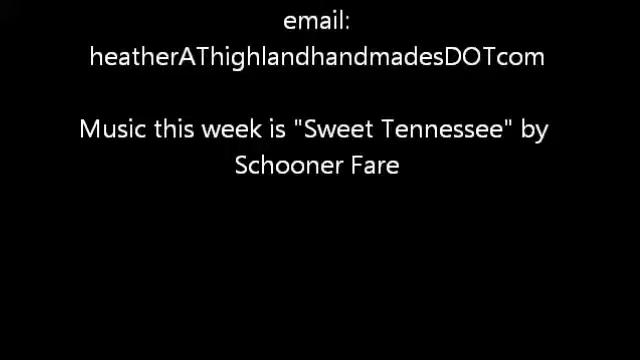 email:
heatherAThighlandhandmadesDOTcom
Music this week is "Sweet Tennessee" by
Schooner Fare